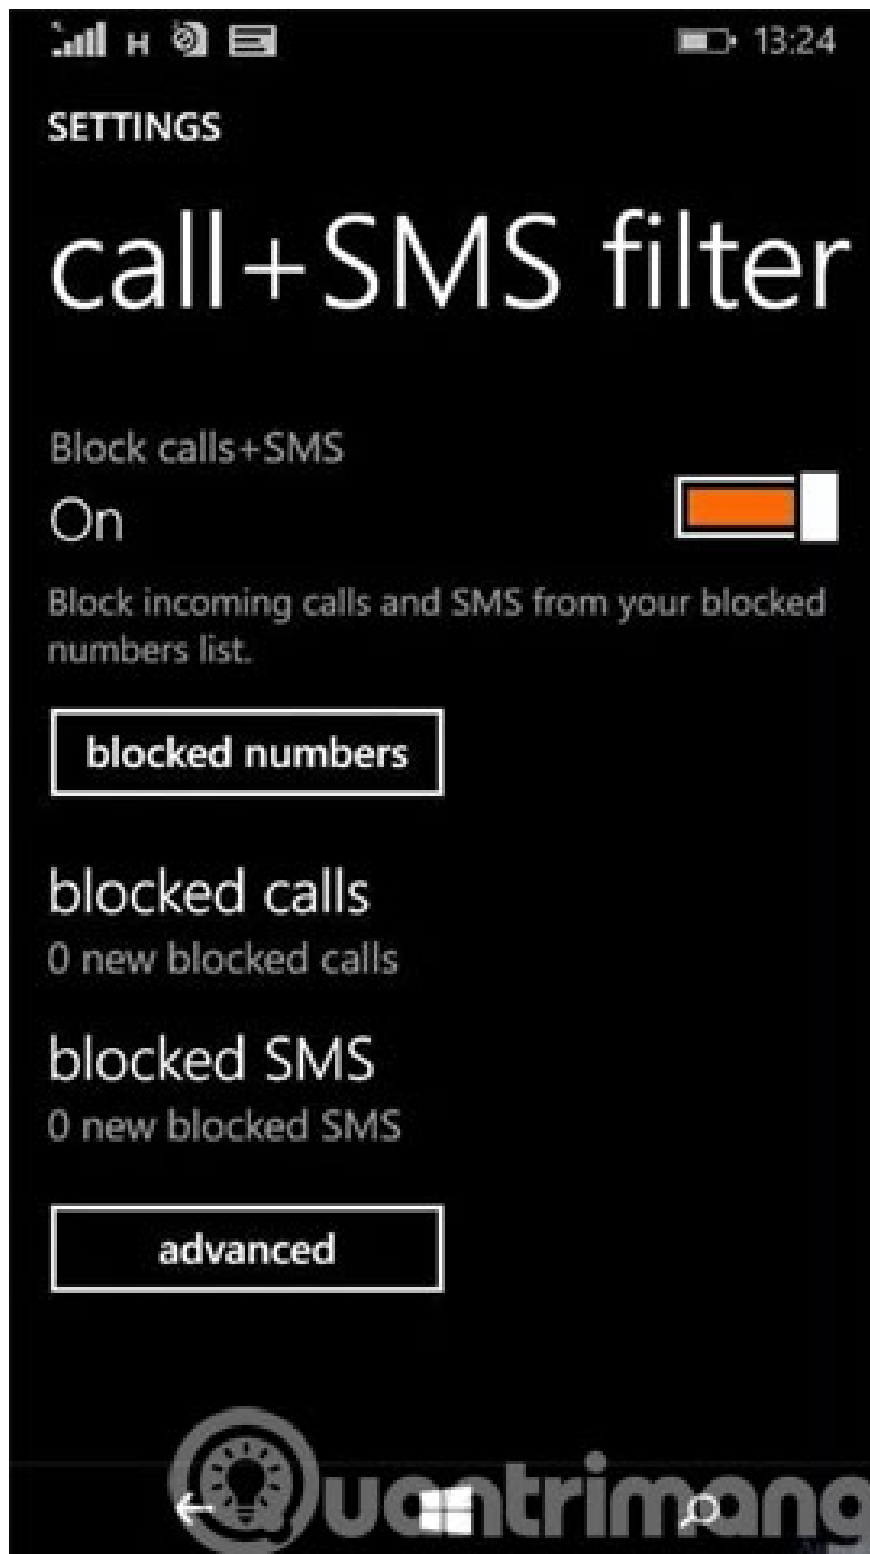 H
13:24
SETTINGS
call+SMS filter
Block calls+SMS
On
Block incoming calls and SMS from your blocked
numbers list.
blocked numbers
blocked calls
0 new blocked calls
blocked SMS
0 new blocked SMS
advanced
Quantrimang